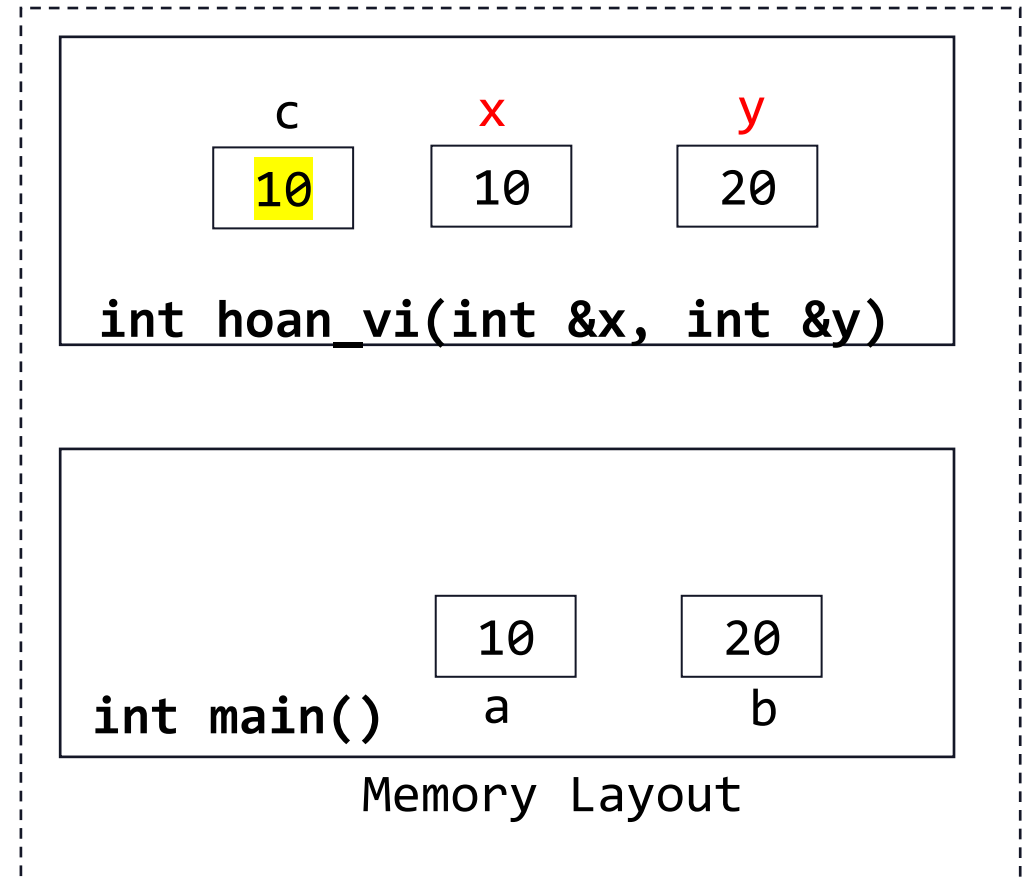 c x y
10 10 20
int hoan_vi(int &x, int &y)
10 20
int main() a b
Memory Layout